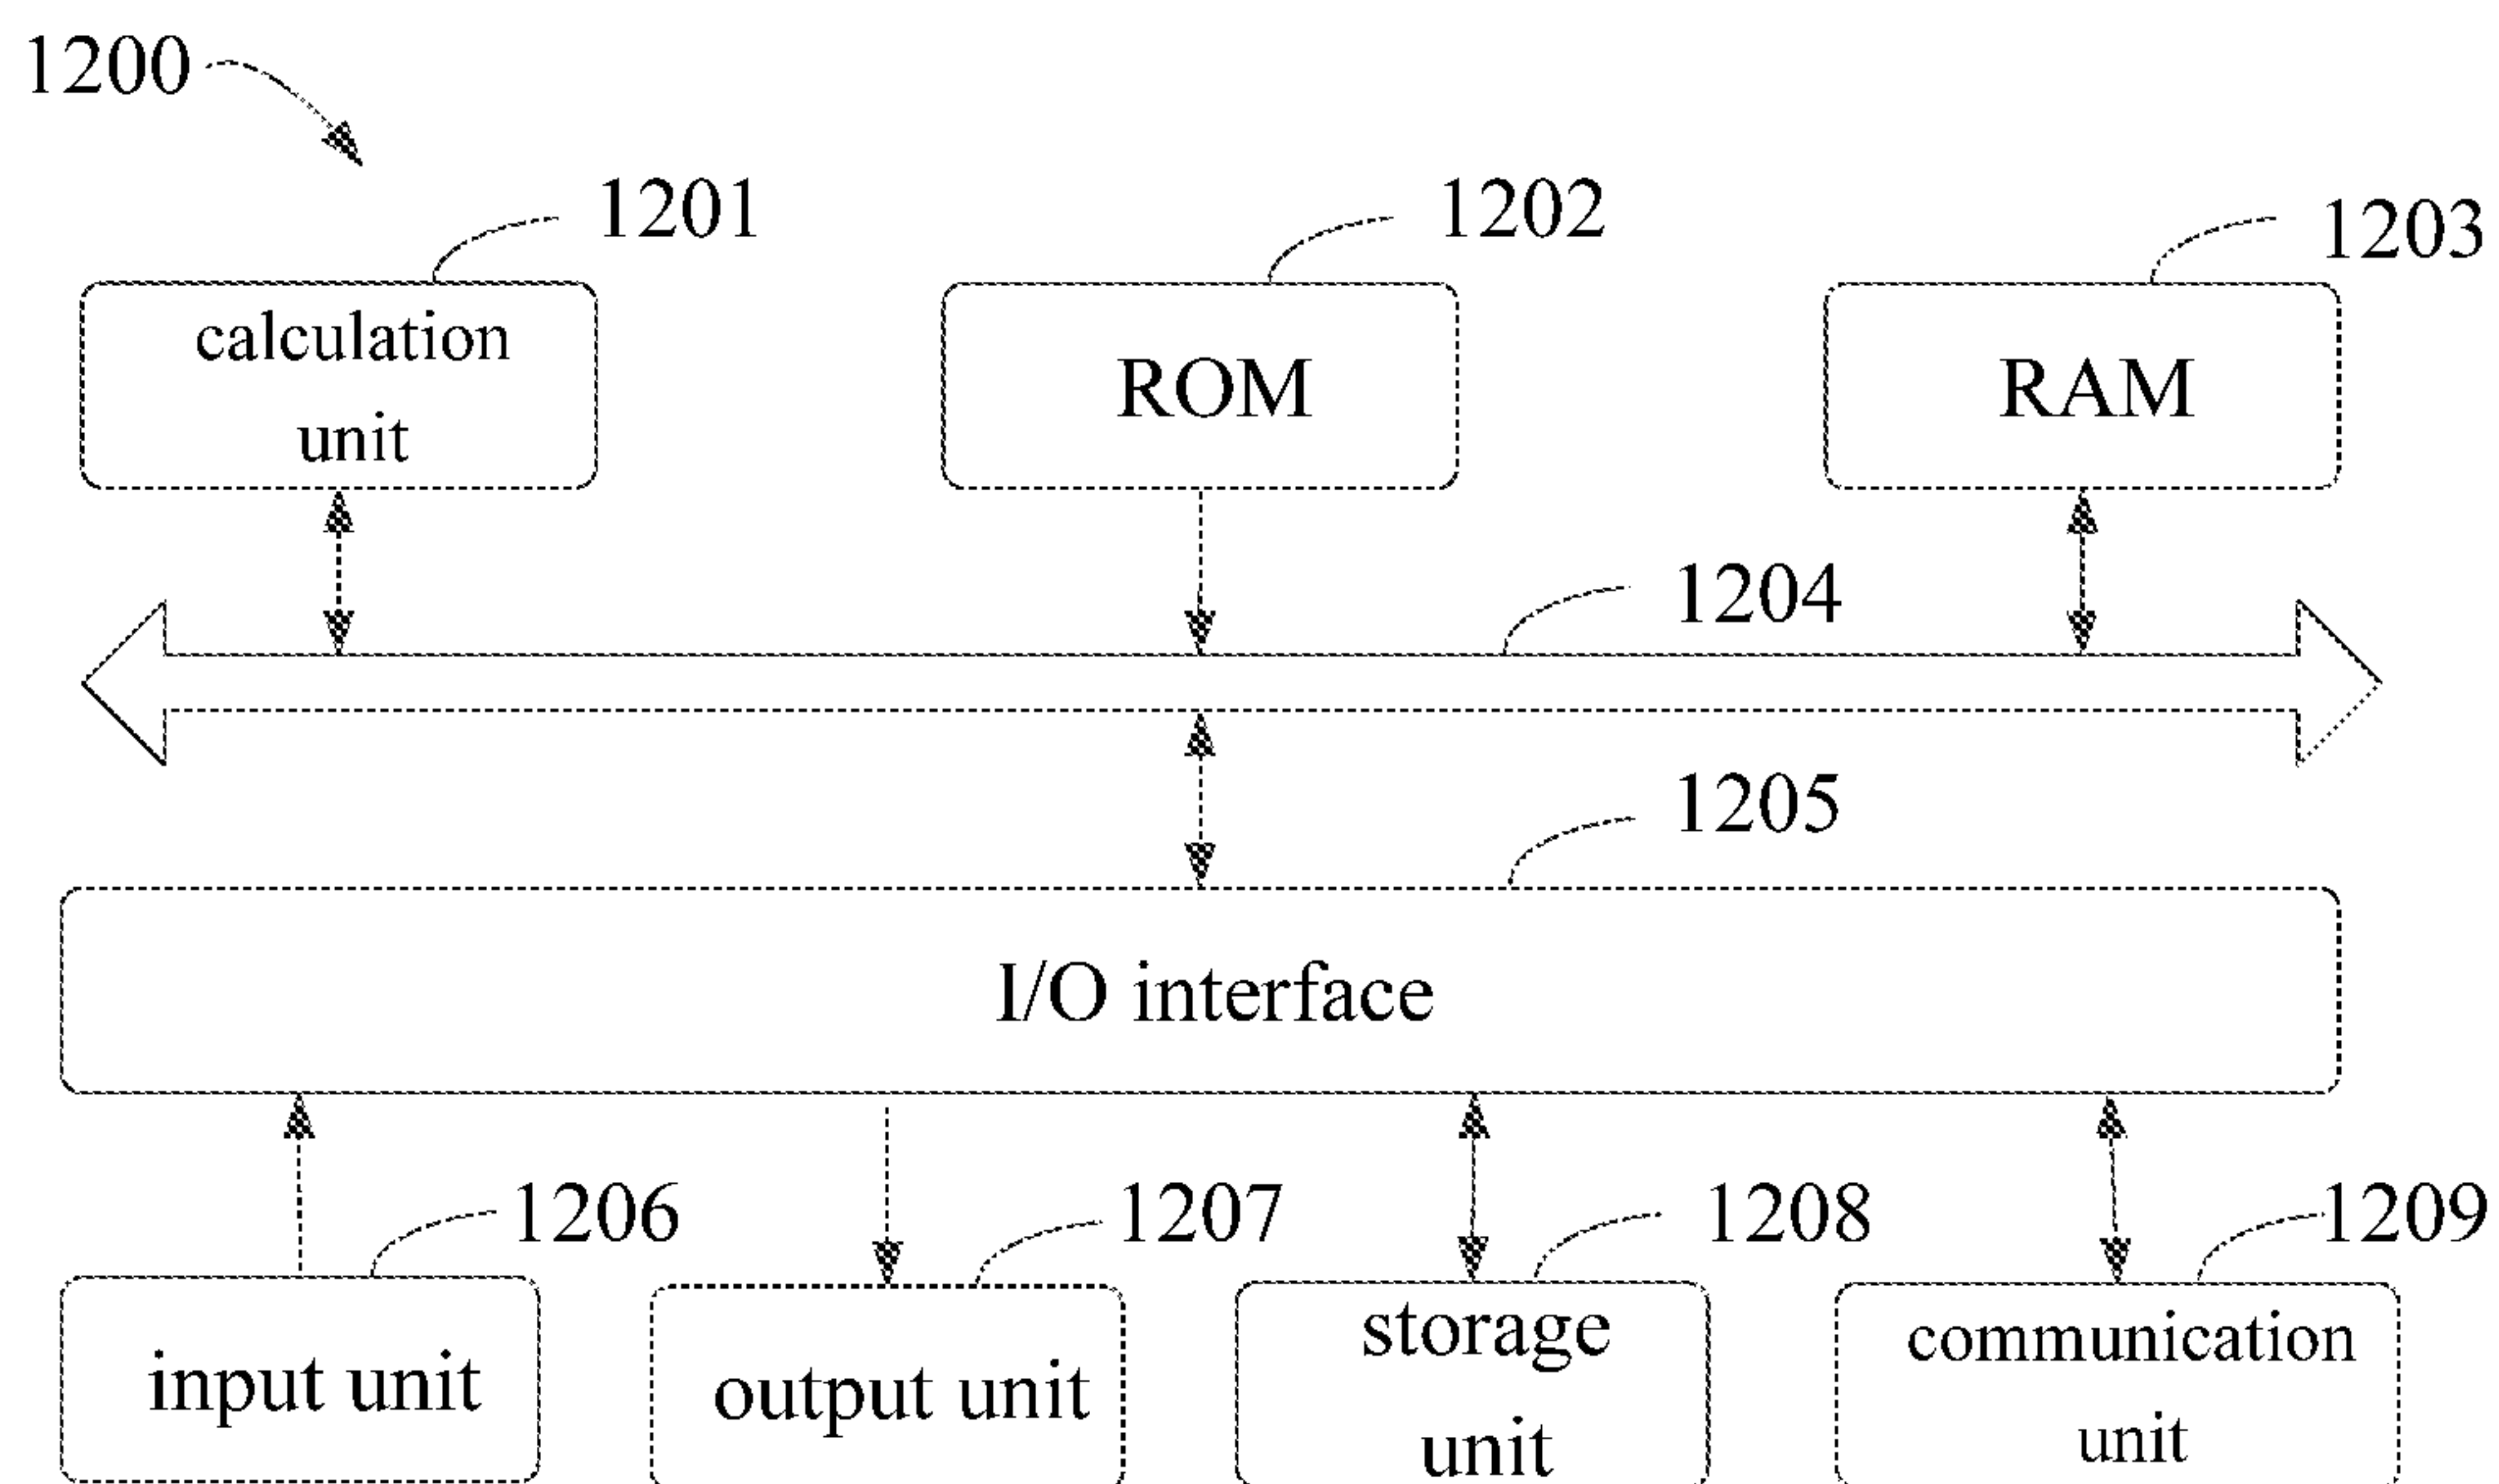 1200
1201
1202
1203
calculation
unit
ROM
RAM
1204
1205
I/O interface
1206
1207
1208
1209
input unit
output unit
storage
unit
communication
unit